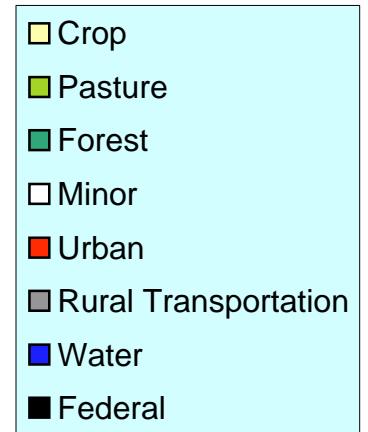 Crop
Pasture
Forest
Minor
Urban
Rural Transportation
Water
Federal